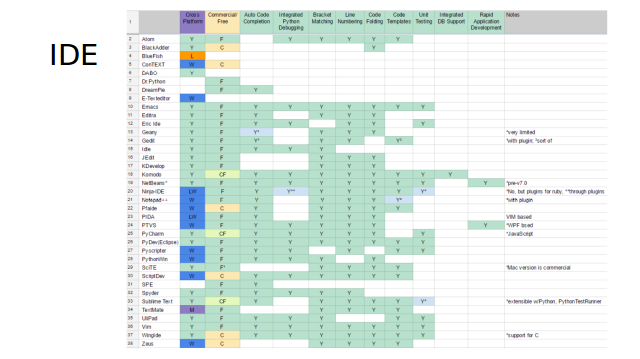 IDE
1 Cross Platform Commercial Free Auto Code Completion Integrated Python Debugging Bracket Matching Line Numbering Code Folding Code Templates Unit Testing Integrated DB Support Rapid Application Development Notes
2 Atom Y F Y Y Y Y Y
3 BlackAdder Y C Y
4 BlueFish L
5 ConTEXT W C
6 DABO Y
7 Dr.Python F
8 DreamPie F Y
9 E-Texteditor W
10 Emacs Y F Y Y Y Y Y Y Y
11 Editra Y F Y Y Y Y
12 Eric Ide Y F Y Y Y Y Y
13 Geany Y F Y* Y Y Y *very limited
14 Gedit Y F Y¹ Y Y Y² *with plugin; ²sort of
15 Idle Y F Y Y Y
16 JEdit Y F Y Y Y
17 KDevelop Y F Y Y Y
18 Komodo Y CF Y Y Y Y Y Y Y Y
19 NetBeans* Y F Y Y Y Y Y Y Y Y *pre-v7.0
20 Ninja-IDE LW F Y Y** Y Y Y Y Y* *No, but plugins for ruby, **through plugins
21 Notepad++ W F Y Y Y Y Y* *with plugin
22 Pfaide W C Y Y Y Y Y
23 PIDA LW F Y Y Y Y VIM based
24 PTVS W F Y Y Y Y Y Y *WPF based
25 PyCharm Y CF Y Y Y Y Y Y *JavaScript
26 PyDev(Eclipse) Y F Y Y Y Y Y Y Y
27 Pyscripter W F Y Y Y Y Y
28 PythonWin W F Y Y Y Y
29 SciTE Y F* Y Y Y Y *Mac version is commercial
30 ScriptDev W C Y Y Y Y Y Y
31 SPE F Y
32 Spyder Y F Y Y Y Y
33 Sublime Text Y CF Y Y Y Y Y Y* *extensible w/Python, PythonTestRunner
34 TextMate M F Y Y Y Y
35 UliPad Y F Y Y Y Y Y
36 Vim Y F Y Y Y Y Y Y Y
37 WingIde Y C Y Y Y Y Y Y Y *support for C
38 Zeus W C Y Y Y Y